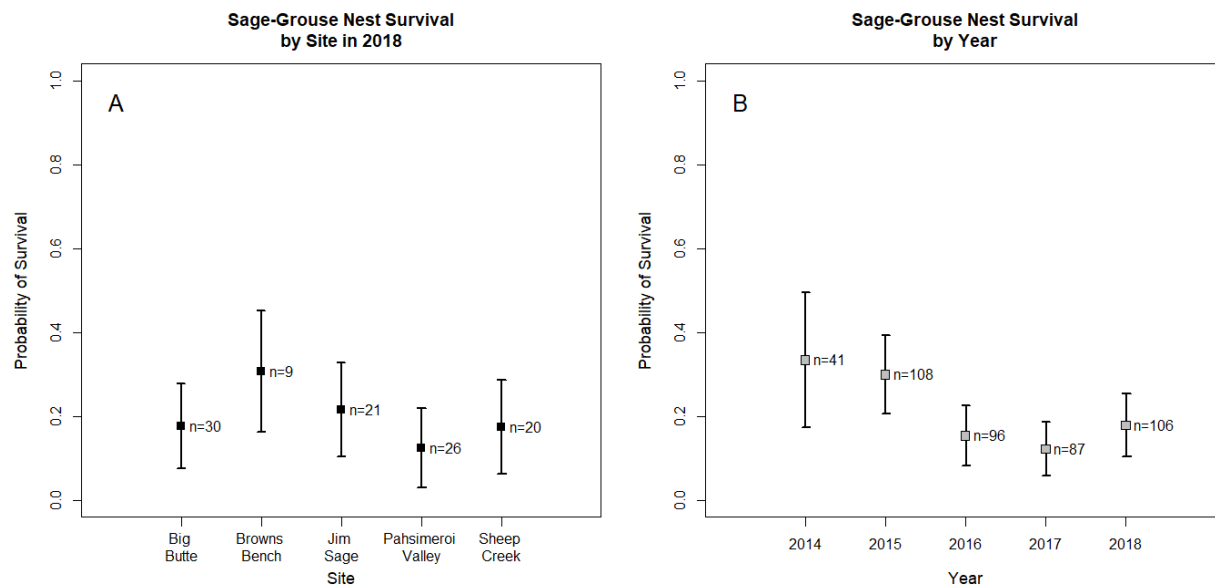 Sage-Grouse Nest Survival
by Site in 2018
A
Probability of Survival
1.0
0.8
0.6
0.4
0.2
0.0
n=30
n=9
n=21
n=26
n=20
Big
Butte
Browns
Bench
Jim
Sage
Pahsimeroi
Valley
Sheep
Creek
Site
Sage-Grouse Nest Survival
by Year
B
Probability of Survival
1.0
0.8
0.6
0.4
0.2
0.0
n=41
n=108
n=96
n=87
n=106
2014
2015
2016
2017
2018
Year